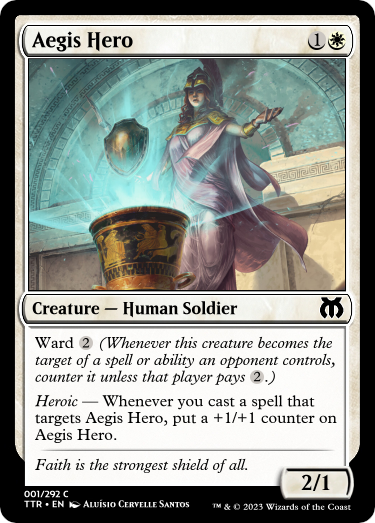 Aegis Hero 1
Creature — Human Soldier
Ward 2 (Whenever this creature becomes the
target of a spell or ability an opponent controls,
counter it unless that player pays 2.)
Heroic — Whenever you cast a spell that
targets Aegis Hero, put a +1/+1 counter on
Aegis Hero.
Faith is the strongest shield of all.
2/1
001/292 C
TTR • EN Aluísio Cervelle Santos
™ & © 2023 Wizards of the Coast